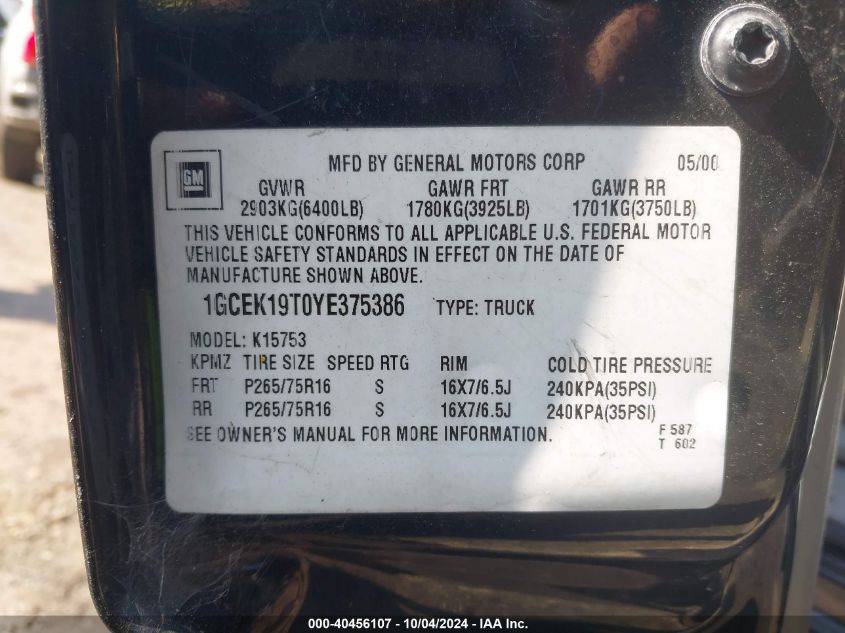 GM
MFD BY GENERAL MOTORS CORP 05/00
GVWR GAWR FRT GAWR RR
2903KG(6400LB) 1780KG(3925LB) 1701KG(3750LB)
THIS VEHICLE CONFORMS TO ALL APPLICABLE U.S. FEDERAL MOTOR
VEHICLE SAFETY STANDARDS IN EFFECT ON THE DATE OF
MANUFACTURE SHOWN ABOVE.
1GCEK19T0YE375386 TYPE: TRUCK
MODEL: K15753
KPMZ TIRE SIZE SPEED RTG RIM COLD TIRE PRESSURE
FRT P265/75R16 S 16X7/6.5J 240KPA(35PSI)
RR P265/75R16 S 16X7/6.5J 240KPA(35PSI)
SEE OWNER'S MANUAL FOR MORE INFORMATION.
F 587
T 602
000-40456107 - 10/04/2024 - IAA Inc.